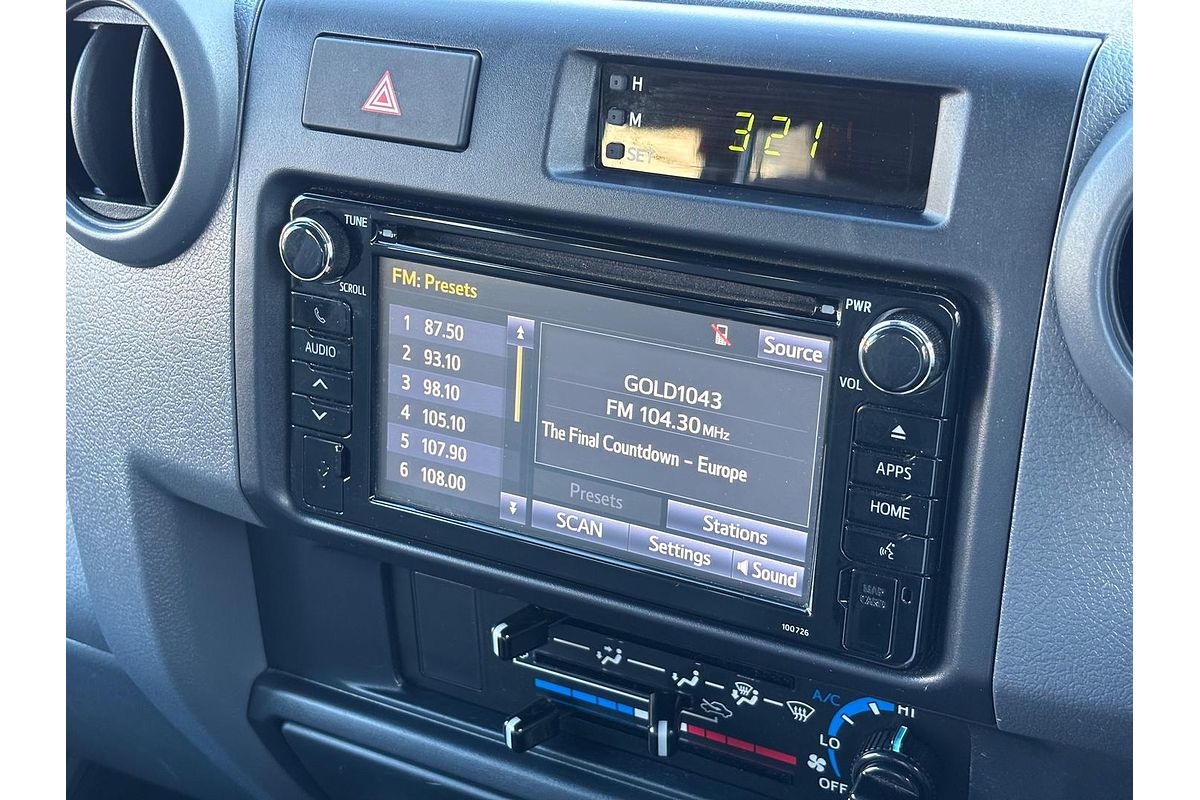 H
M
SET
3 21
TUNE
SCROLL
AUDIO
PWR
VOL
APPS
HOME
MAP
CARD
FM: Presets
1 87.50
2 93.10
3 98.10
4 105.10
5 107.90
6 108.00
Source
GOLD1043
FM 104.30 MHz
The Final Countdown – Europe
Presets
Stations
SCAN
Settings
Sound
100726
A/C
HI
LO
OFF